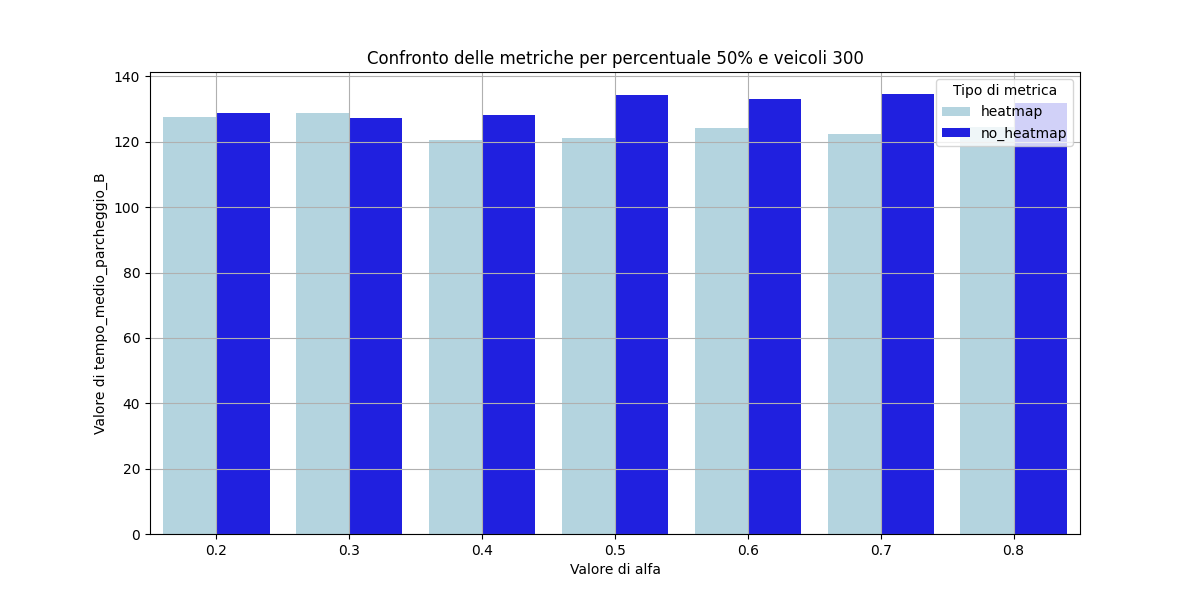 Confronto delle metriche per percentuale 50% e veicoli 300
Valore di tempo_medio_parcheggio_B
140
120
100
80
60
40
20
0
Tipo di metrica
heatmap
no_heatmap
0.2 0.3 0.4 0.5 0.6 0.7 0.8
Valore di alfa